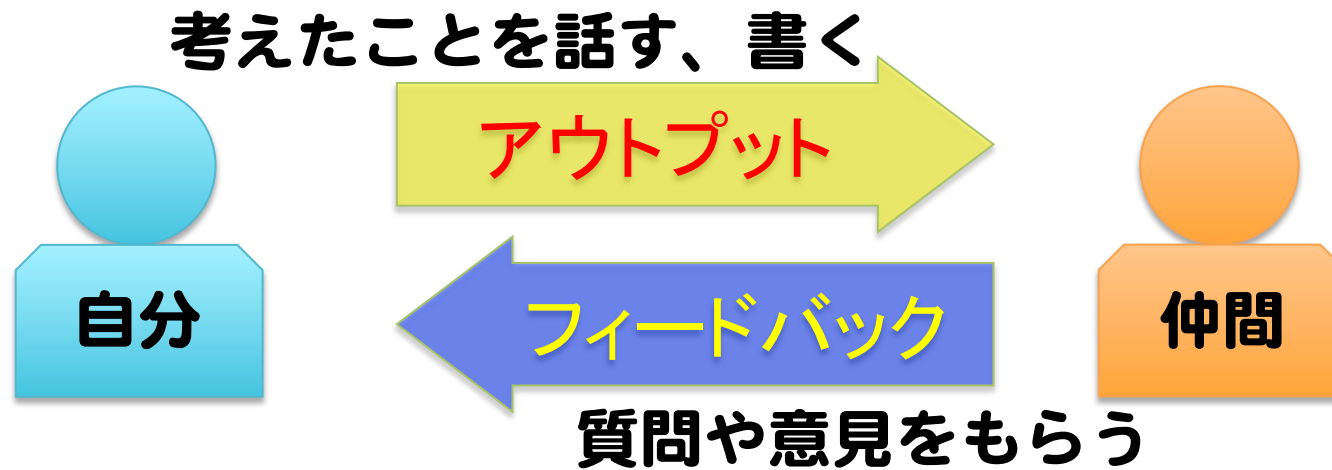 考えたことを話す、書く
アウトプット
自分
仲間
フィードバック
質問や意見をもらう